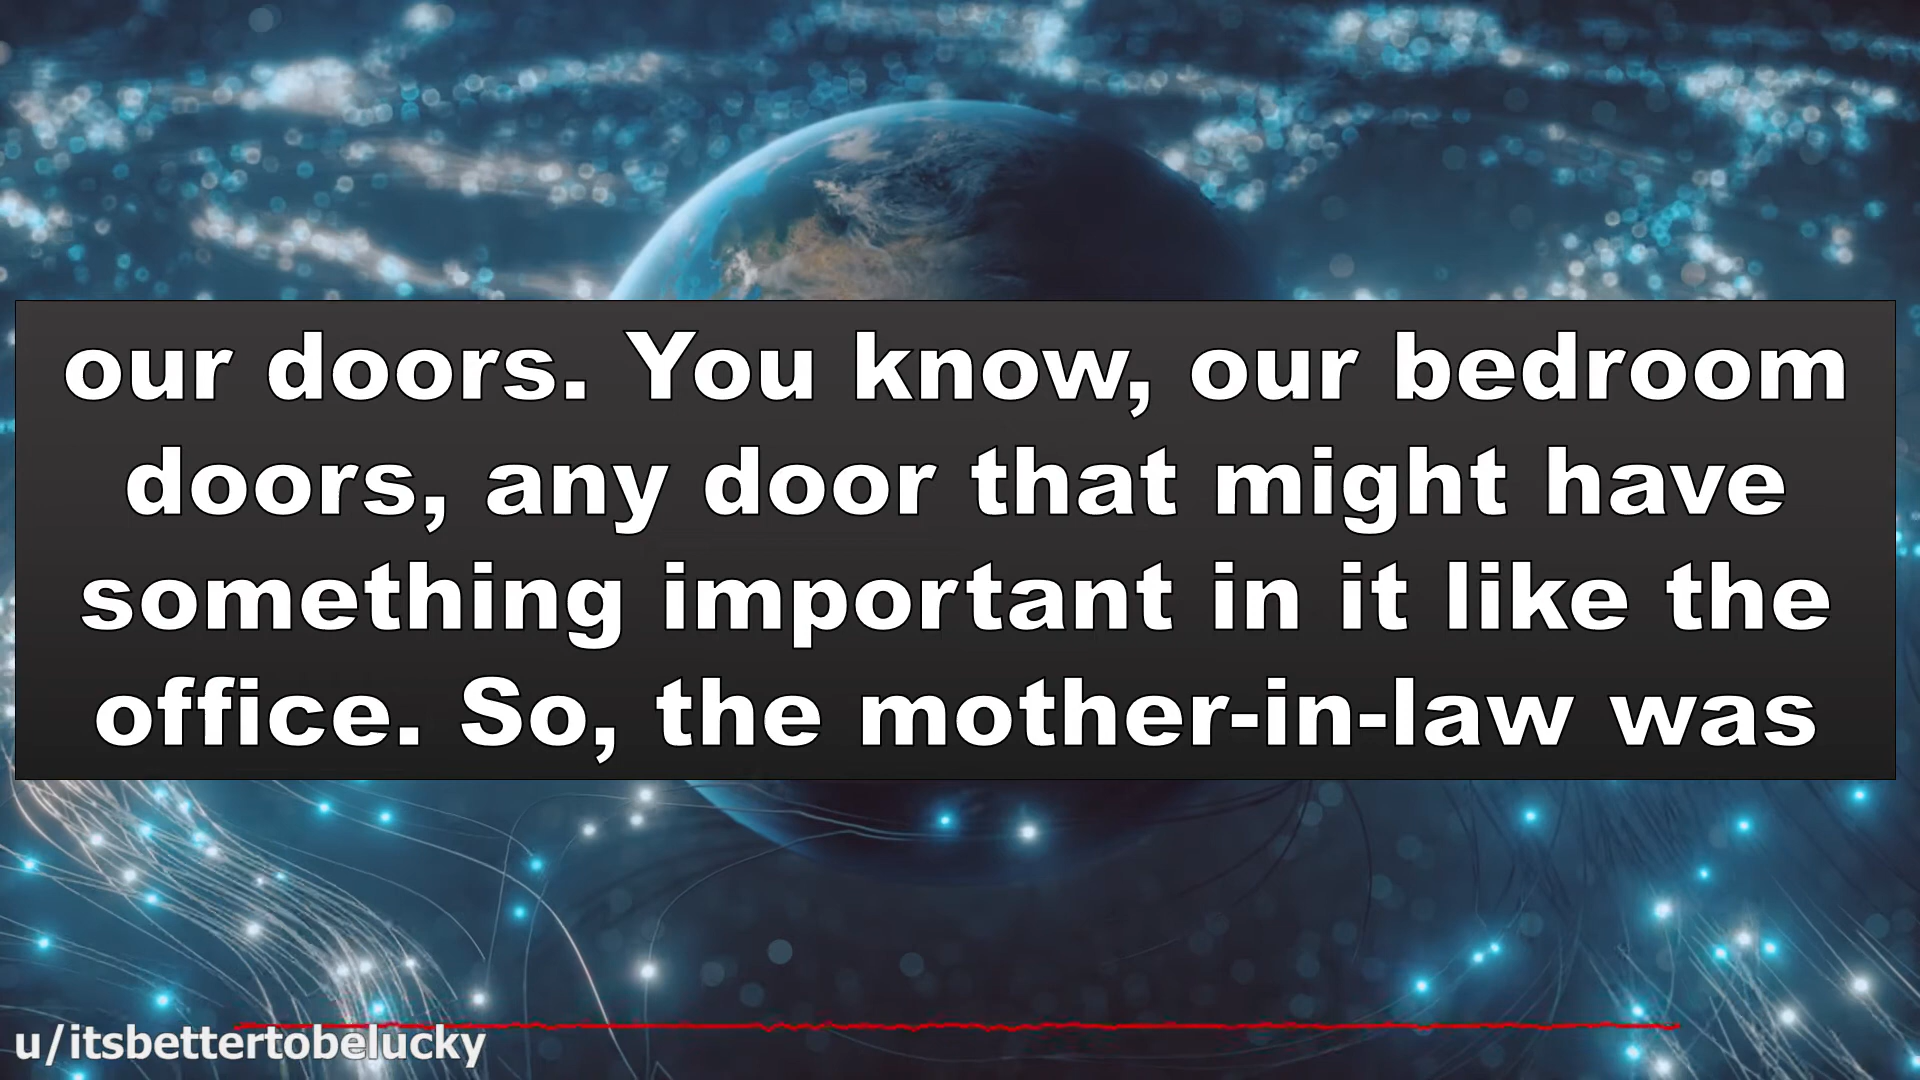 our doors. You know, our bedroom
doors, any door that might have
something important in it like the
office. So, the mother-in-law was
u/itsbettertobelucky